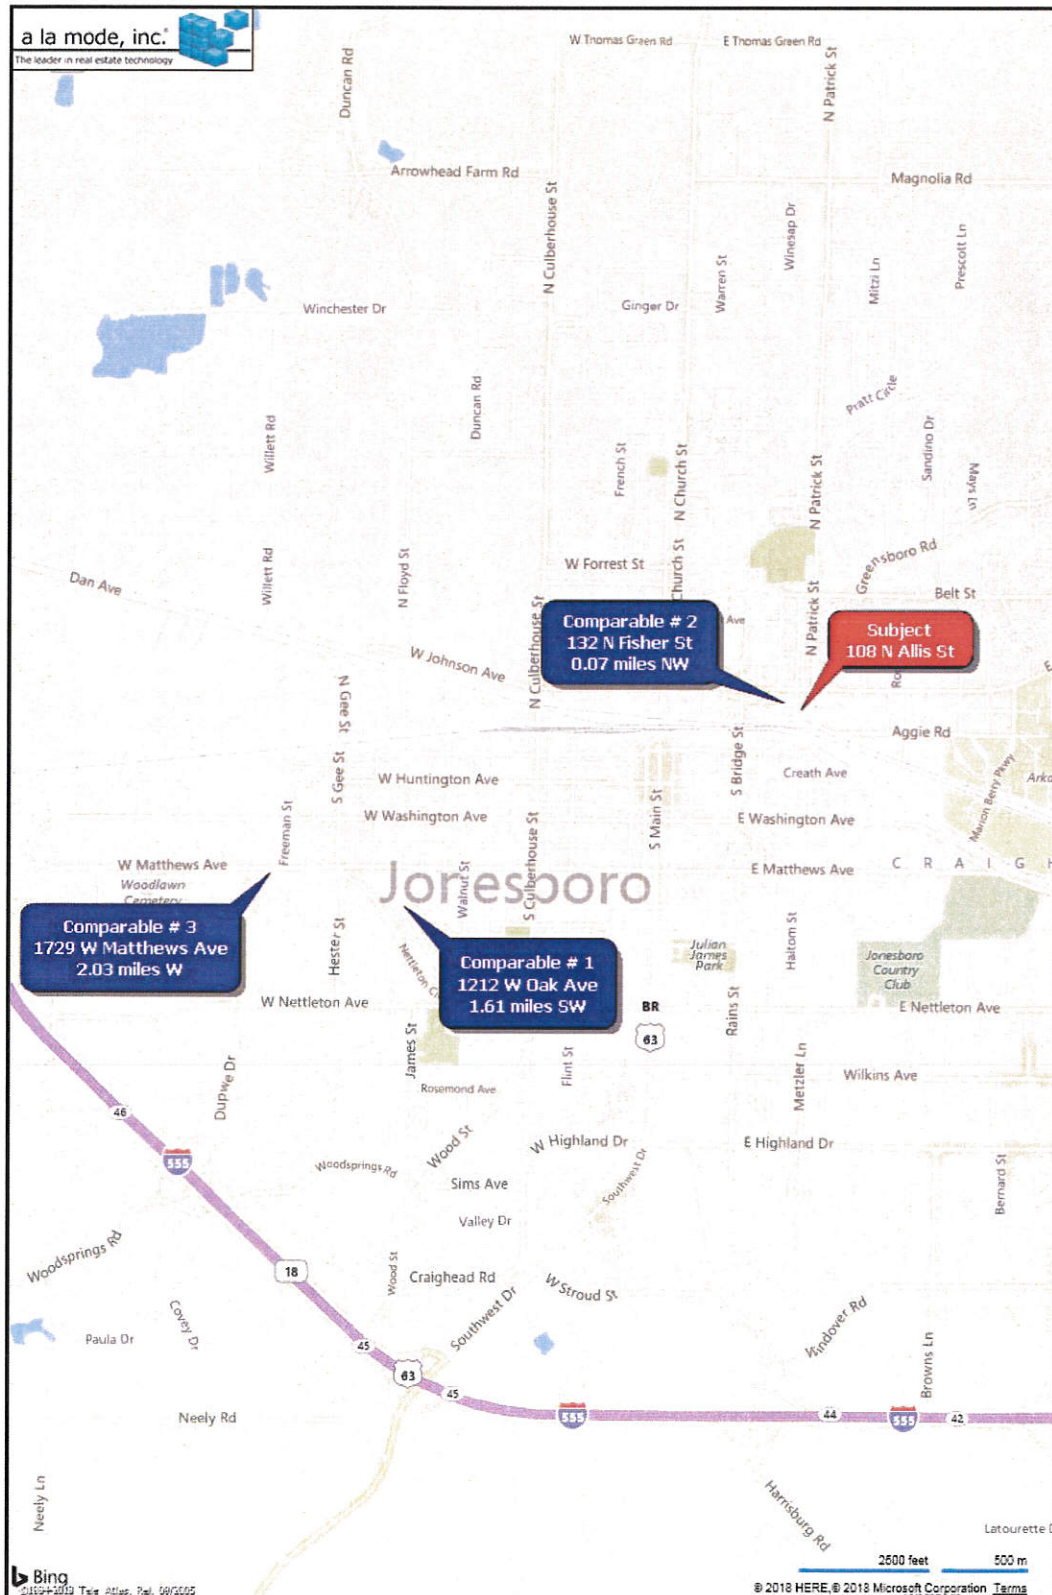 a la mode, inc.
The leader in real estate technology
W Thomas Green Rd
E Thomas Green Rd
Duncan Rd
N Patrick St
Arrowhead Farm Rd
Magnolia Rd
N Culberhouse St
Winesap Dr
Prescott Ln
Warren St
Mitzi Ln
Winchester Dr
Ginger Dr
Duncan Rd
Pratt Circle
Willett Rd
French St
N Church St
N Patrick St
Sandino Dr
Mays Ln
Greensboro Rd
Dan Ave
Willett Rd
N Floyd St
W Forrest St
Church St
Belt St
N Patrick St
Comparable # 2
132 N Fisher St
0.07 miles NW
Ave
Subject
108 N Allis St
W Johnson Ave
N Culberhouse St
N Gee St
S Bridge St
Aggie Rd
S Gee St
W Huntington Ave
Creath Ave
Marion Berry Pkwy
Freeman St
W Washington Ave
S Main St
E Washington Ave
S Culberhouse St
W Matthews Ave
Woodlawn
Cemetery
Jonesboro
Walnut St
E Matthews Ave
C R A I G H
Comparable # 3
1729 W Matthews Ave
2.03 miles W
Hester St
Nettleton
Comparable # 1
1212 W Oak Ave
1.61 miles SW
Julian
James
Park
Haltom St
Jonesboro
Country
Club
W Nettleton Ave
BR
63
Rains St
E Nettleton Ave
James St
Flint St
Metzler Ln
Wilkins Ave
Dupwe Dr
Rosemond Ave
46
555
Wood St
W Highland Dr
E Highland Dr
Woodsprings Rd
Sims Ave
Southwest Dr
Bernard St
Valley Dr
Woodsprings Rd
18
Wood St
Craighead Rd
W Stroud St
Covey Dr
Paula Dr
Southwest Dr
Windover Rd
Browns Ln
45
63
45
Neely Rd
555
44
555
42
Neely Ln
Harrisburg Rd
Latourette
Bing
2500 feet
500 m
© 2018 HERE, © 2018 Microsoft Corporation Terms